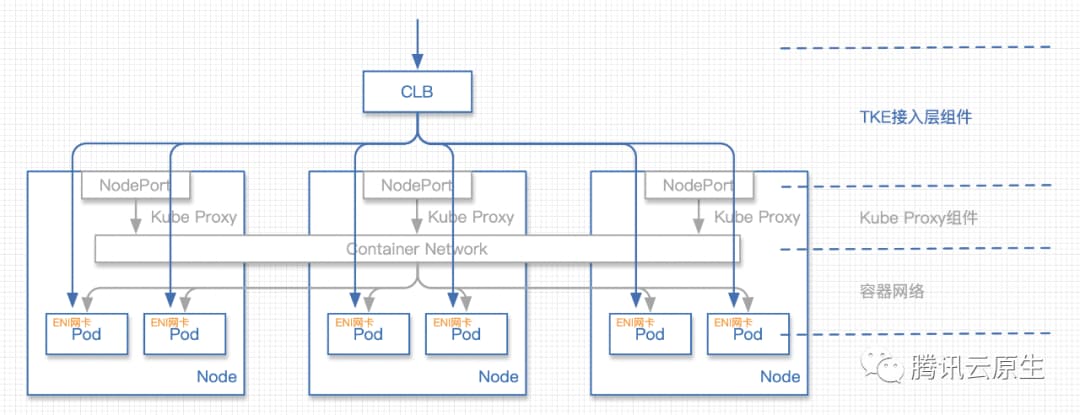 CLB
TKE接入层组件
NodePort
NodePort
NodePort
Kube Proxy
Kube Proxy
Kube Proxy
Kube Proxy组件
Container Network
容器网络
ENI网卡
Pod
ENI网卡
Pod
ENI网卡
Pod
ENI网卡
Pod
ENI网卡
Pod
ENI网卡
Pod
Node
Node
Node
腾讯云原生